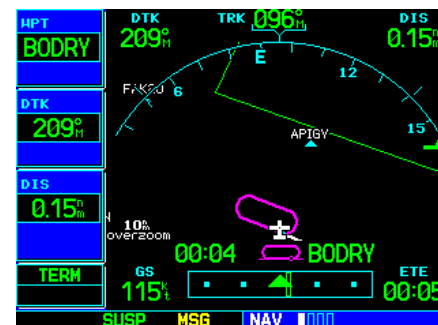 WPT
BODRY
DTK
209°M
DIS
0.15nm
TERM
DTK
209°M
TRK 096°M
DIS
0.15nm
E
6
12
15
APIGY
10nm
overzoom
00:04
BODRY
GS
115kt
ETE
00:05
SUSP MSG NAV